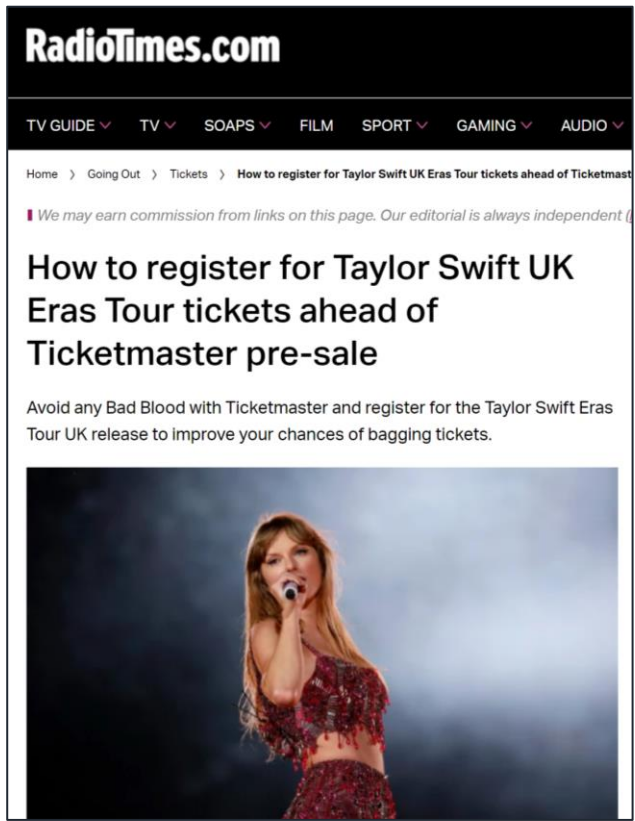 RadioTimes.com
TV GUIDE TV SOAPS FILM SPORT GAMING AUDIO
Home > Going Out > Tickets > How to register for Taylor Swift UK Eras Tour tickets ahead of Ticketmast
We may earn commission from links on this page. Our editorial is always independent (
How to register for Taylor Swift UK
Eras Tour tickets ahead of
Ticketmaster pre-sale
Avoid any Bad Blood with Ticketmaster and register for the Taylor Swift Eras
Tour UK release to improve your chances of bagging tickets.